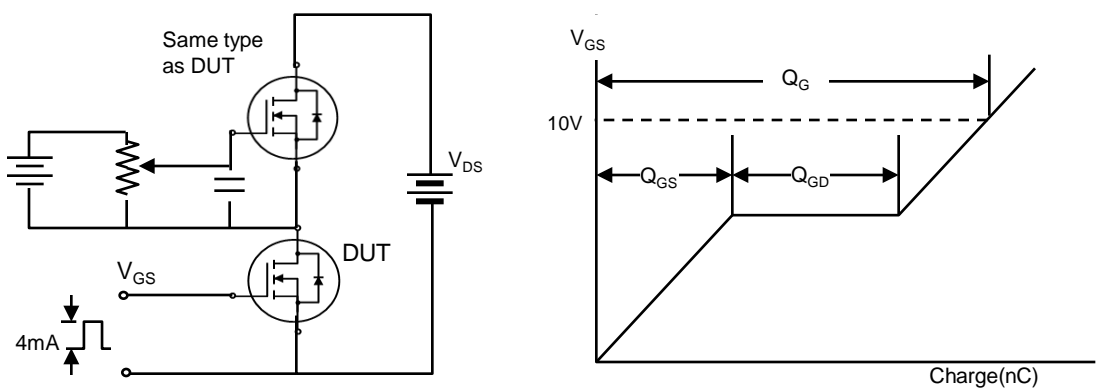 Same type
as DUT
V_DS
DUT
V_GS
4mA
V_GS
Q_G
10V
Q_GS
Q_GD
Charge(nC)